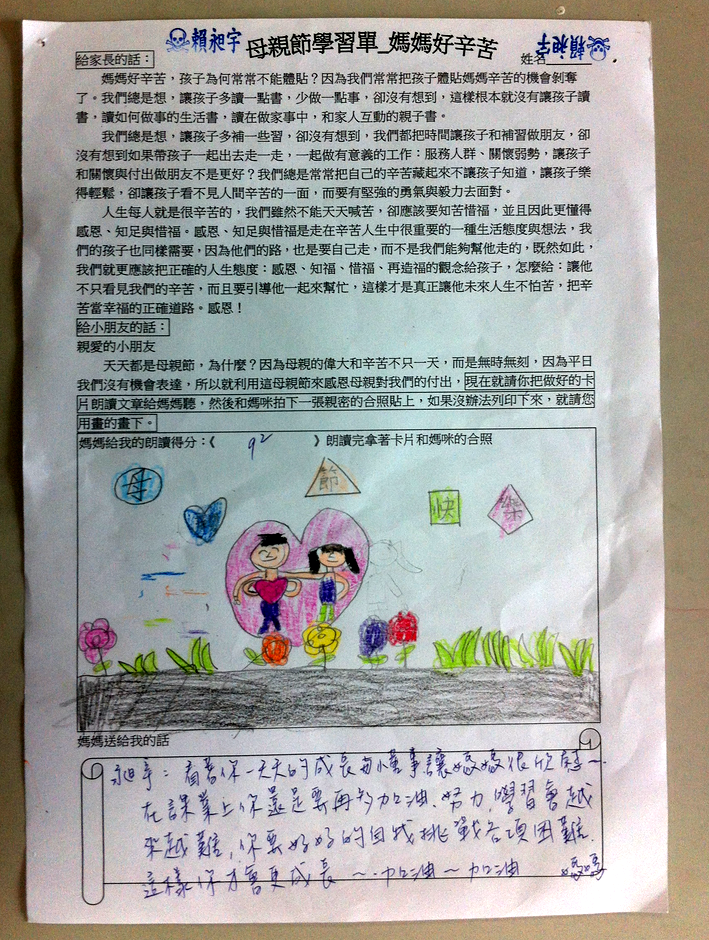 賴昶宇 母親節學習單_媽媽好辛苦 賴昶宇
給家長的話： 姓名
媽媽好辛苦，孩子為何常常不能體貼？因為我們常常把孩子體貼媽媽辛苦的機會剝奪
了。我們總是想，讓孩子多讀一點書，少做一點事，卻沒有想到，這樣根本就沒有讓孩子讀
書，讀如何做事的生活書，讀在做家事中，和家人互動的親子書。
我們總是想，讓孩子多補一些習，卻沒有想到，我們都把時間讓孩子和補習做朋友，卻
沒有想到如果帶孩子一起出去走一走，一起做有意義的工作：服務人群、關懷弱勢，讓孩子
和關懷與付出做朋友不是更好？我們總是常常把自己的辛苦藏起來不讓孩子知道，讓孩子樂
得輕鬆，卻讓孩子看不見人間辛苦的一面，而要有堅強的勇氣與毅力去面對。
人生每人就是很辛苦的，我們雖然不能天天喊苦，卻應該要知苦惜福，並且因此更懂得
感恩、知足與惜福。感恩、知足與惜福是走在辛苦人生中很重要的一種生活態度與想法，我
們的孩子也同樣需要，因為他們的路，也是要自己走，而不是我們能夠幫他走的，既然如此，
我們就更應該把正確的人生態度：感恩、知福、惜福、再造福的觀念給孩子，怎麼給：讓他
不只看見我們的辛苦，而且要引導他一起來幫忙，這樣才是真正讓他未來人生不怕苦，把辛
苦當幸福的正確道路。感恩！
給小朋友的話：
親愛的小朋友
天天都是母親節，為什麼？因為母親的偉大和辛苦不只一天，而是無時無刻，因為平日
我們沒有機會表達，所以就利用這母親節來感恩母親對我們的付出，現在就請你把做好的卡
片朗讀文章給媽媽聽，然後和媽咪拍下一張親密的合照貼上，如果沒辦法列印下來，就請您
用畫的畫下。
媽媽給我的朗讀得分：《 92 》朗讀完拿著卡片和媽咪的合照
母 親 節 快 樂
媽媽送給我的話
昶宇：看著你一天天的成長每件事讓媽媽很欣慰～
在課業上你還是要再多加油、努力，學習會越
來越難，你要好好的自我挑戰各項困難.
這樣你才會更成長 ～加油～加油 媽媽